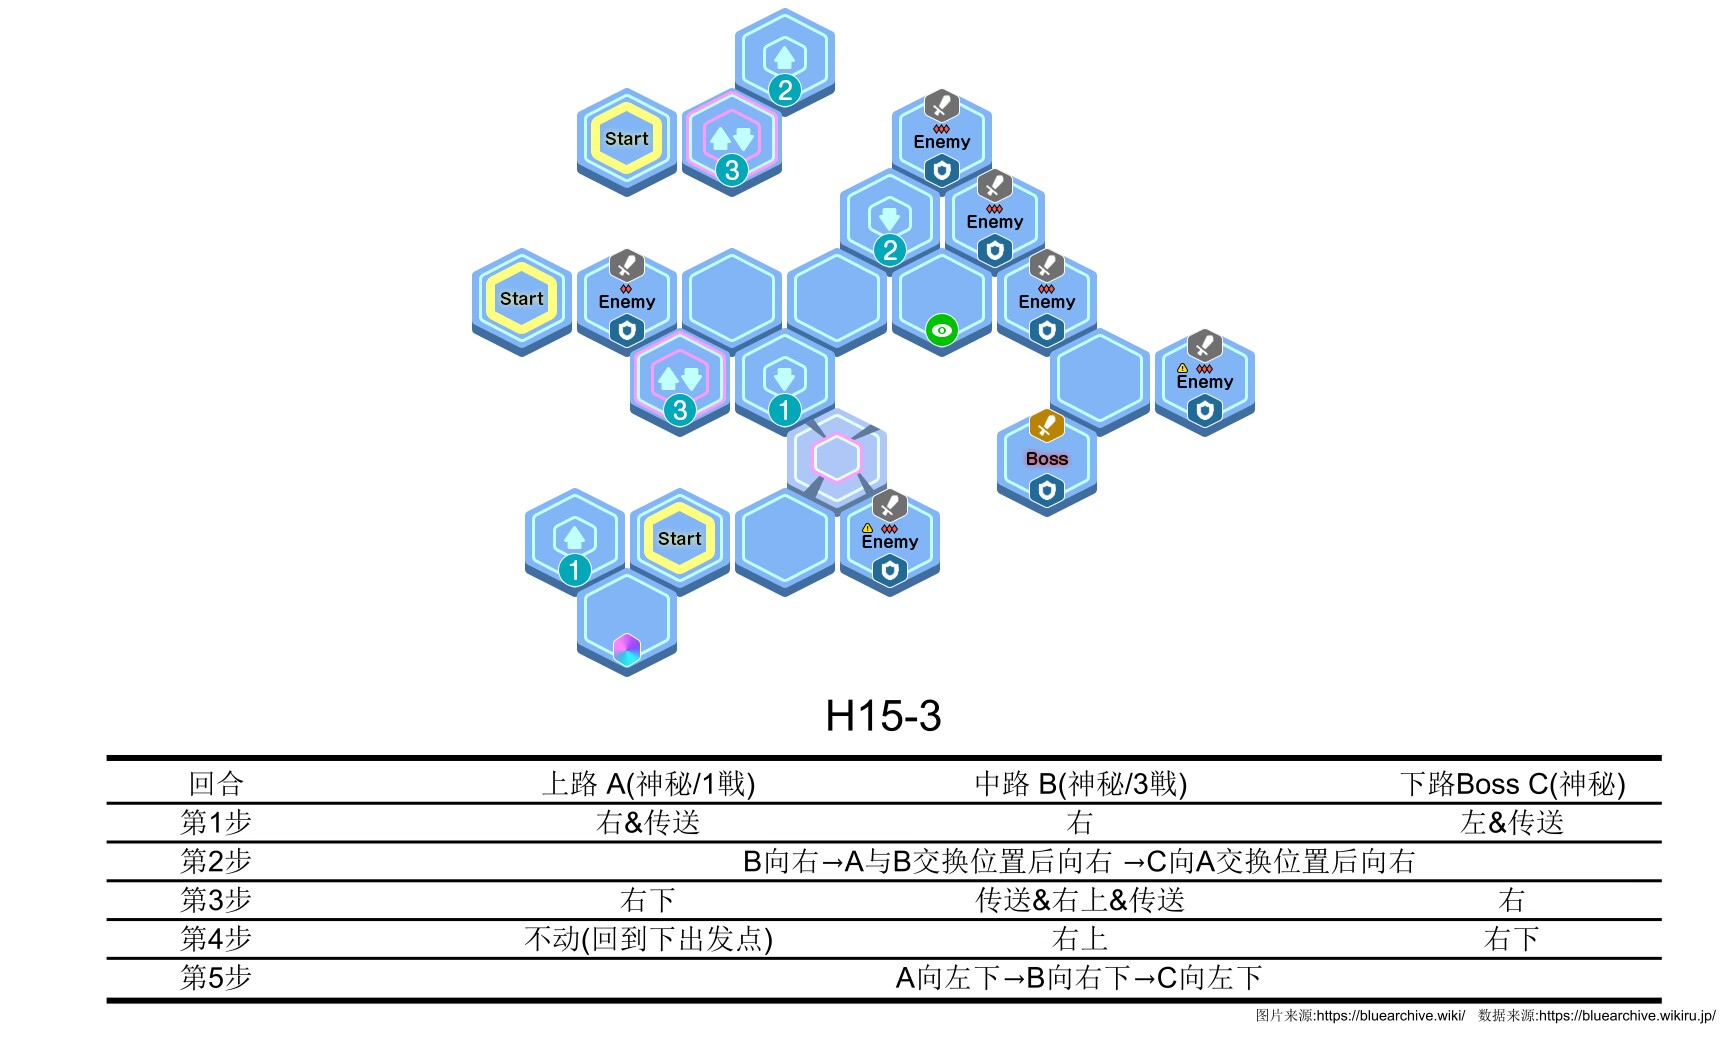 2
Start
3
Enemy
2
Enemy
Start
Enemy
Enemy
3
1
Enemy
Boss
1
Start
Enemy
H15-3
回合 上路 A(神秘/1戦) 中路 B(神秘/3戦) 下路Boss C(神秘)
第1步 右&传送 右 左&传送
第2步 B向右→A与B交换位置后向右 →C向A交换位置后向右
第3步 右下 传送&右上&传送 右
第4步 不动(回到下出发点) 右上 右下
第5步 A向左下→B向右下→C向左下
图片来源:https://bluearchive.wiki/ 数据来源:https://bluearchive.wikiru.jp/